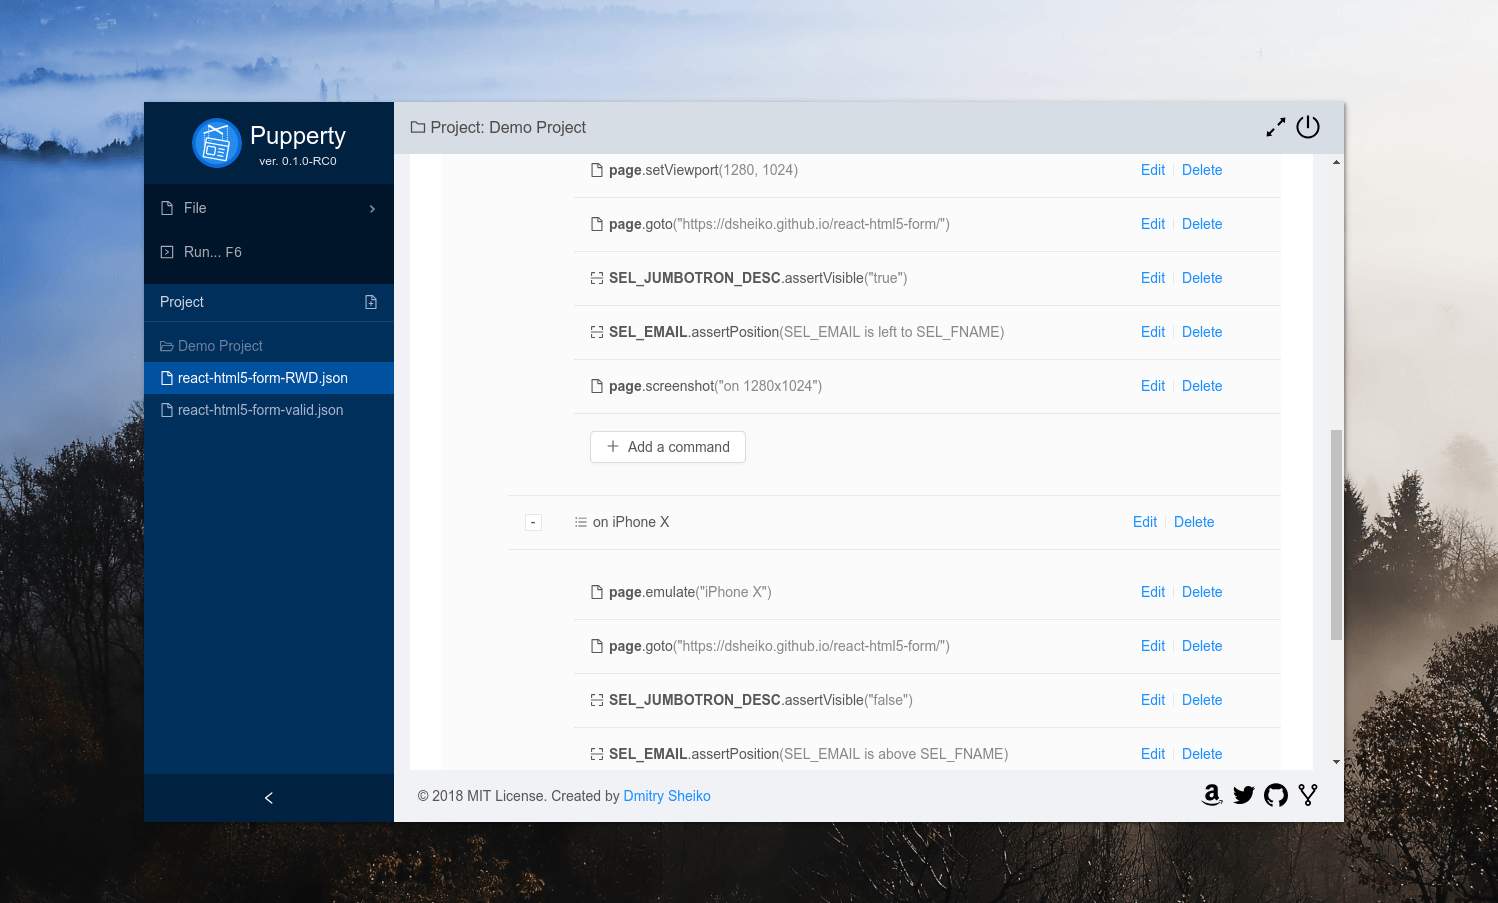 Pupperty
ver. 0.1.0-RC0
File
Run... F6
Project
Demo Project
react-html5-form-RWD.json
react-html5-form-valid.json
Project: Demo Project
page.setViewport(1280, 1024) Edit Delete
page.goto("https://dsheiko.github.io/react-html5-form/") Edit Delete
SEL_JUMBOTRON_DESC.assertVisible("true") Edit Delete
SEL_EMAIL.assertPosition(SEL_EMAIL is left to SEL_FNAME) Edit Delete
page.screenshot("on 1280x1024") Edit Delete
+ Add a command
- on iPhone X Edit Delete
page.emulate("iPhone X") Edit Delete
page.goto("https://dsheiko.github.io/react-html5-form/") Edit Delete
SEL_JUMBOTRON_DESC.assertVisible("false") Edit Delete
SEL_EMAIL.assertPosition(SEL_EMAIL is above SEL_FNAME) Edit Delete
© 2018 MIT License. Created by Dmitry Sheiko